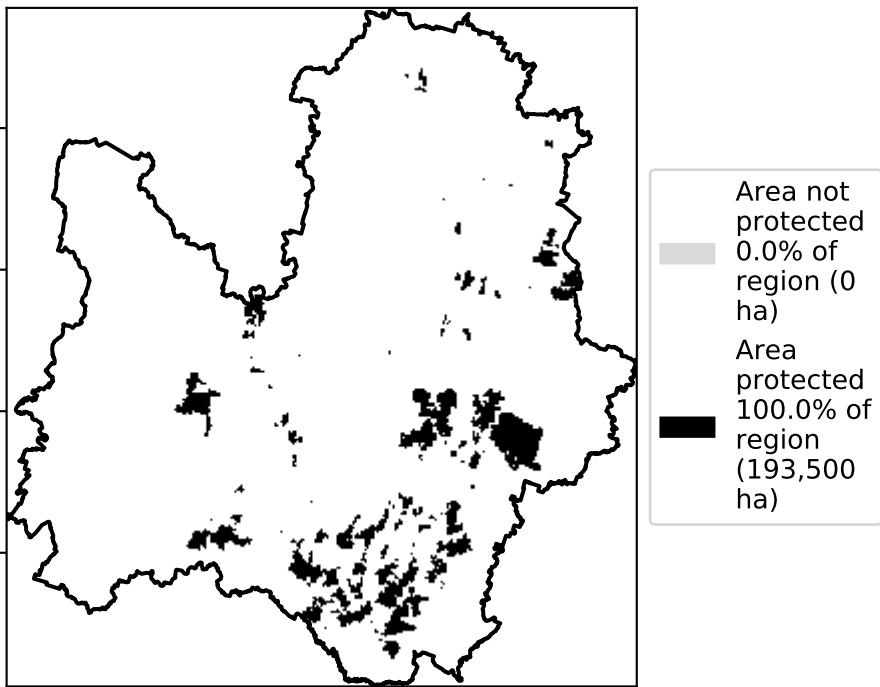 Area not
protected
0.0% of
region (0
ha)
Area
protected
100.0% of
region
(193,500
ha)